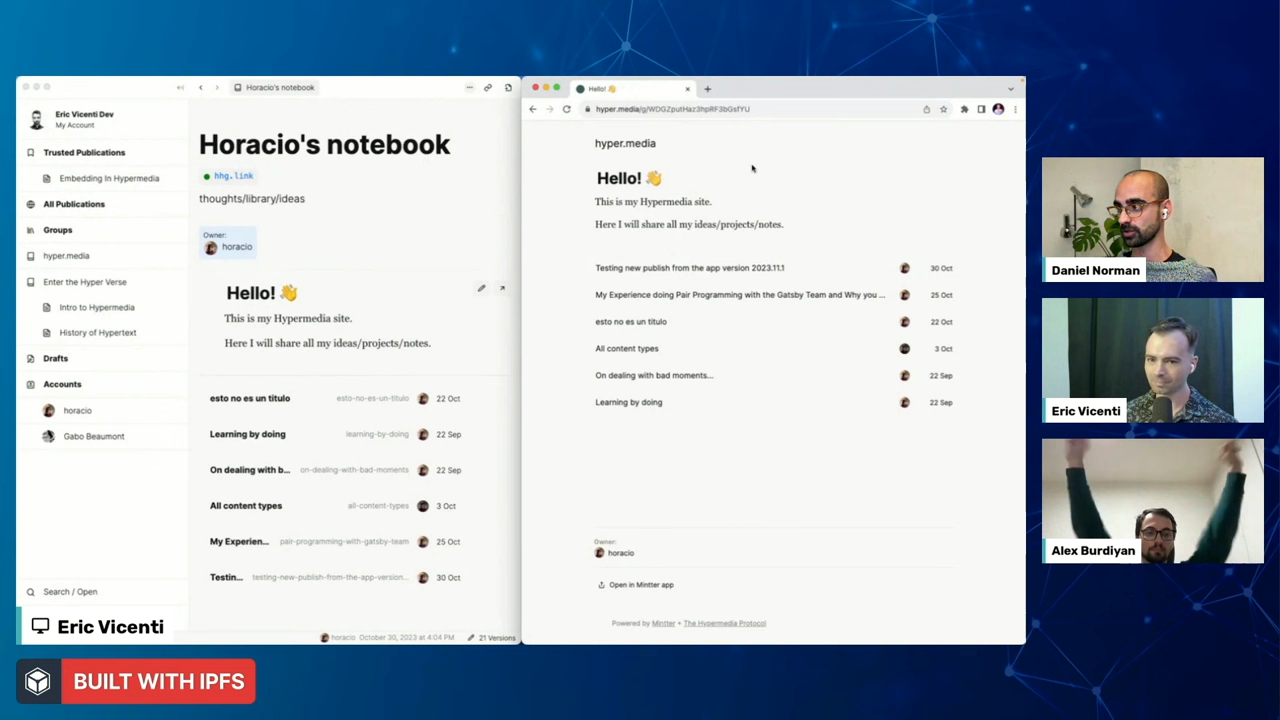 Horacio's notebook
Eric Vicenti Dev
My Account
Trusted Publications
Embedding In Hypermedia
All Publications
Groups
hyper.media
Enter the Hyper Verse
Intro to Hypermedia
History of Hypertext
Drafts
Accounts
horacio
Gabo Beaumont
Search / Open
Horacio's notebook
hhg.link
thoughts/library/ideas
Owner:
horacio
Hello! 👋
This is my Hypermedia site.
Here I will share all my ideas/projects/notes.
esto no es un titulo esto-no-es-un-titulo 22 Oct
Learning by doing learning-by-doing 22 Sep
On dealing with b... on-dealing-with-bad-moments 22 Sep
All content types all-content-types 3 Oct
My Experien... pair-programming-with-gatsby-team 25 Oct
Testin... testing-new-publish-from-the-app-version... 30 Oct
horacio October 30, 2023 at 4:04 PM 21 Versions
Hello! 👋
hyper.media/g/WDGZputHaz3hpRF3bGsfYU
hyper.media
Hello! 👋
This is my Hypermedia site.
Here I will share all my ideas/projects/notes.
Testing new publish from the app version 2023.11.1 30 Oct
My Experience doing Pair Programming with the Gatsby Team and Why you ... 25 Oct
esto no es un titulo 22 Oct
All content types 3 Oct
On dealing with bad moments... 22 Sep
Learning by doing 22 Sep
Owner:
horacio
Open in Mintter app
Powered by Mintter + The Hypermedia Protocol
Daniel Norman
Eric Vicenti
Alex Burdiyan
Eric Vicenti
BUILT WITH IPFS